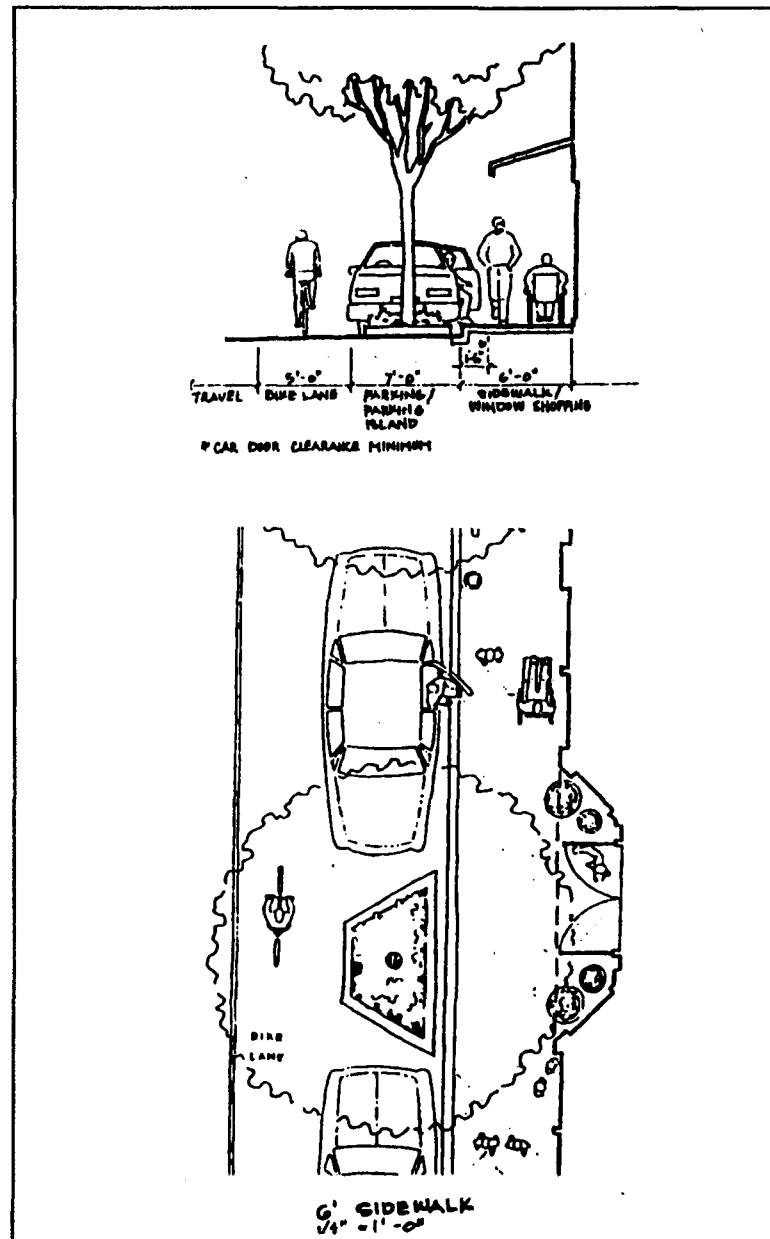 1'-6"
5'-0" 7'-0" 6'-0"
TRAVEL BIKE LANE PARKING/ SIDEWALK/
PARKING WINDOW SHOPPING
ISLAND
* CAR DOOR CLEARANCE MINIMUM
BIKE
LANE
6' SIDEWALK
1/4" = 1'-0"